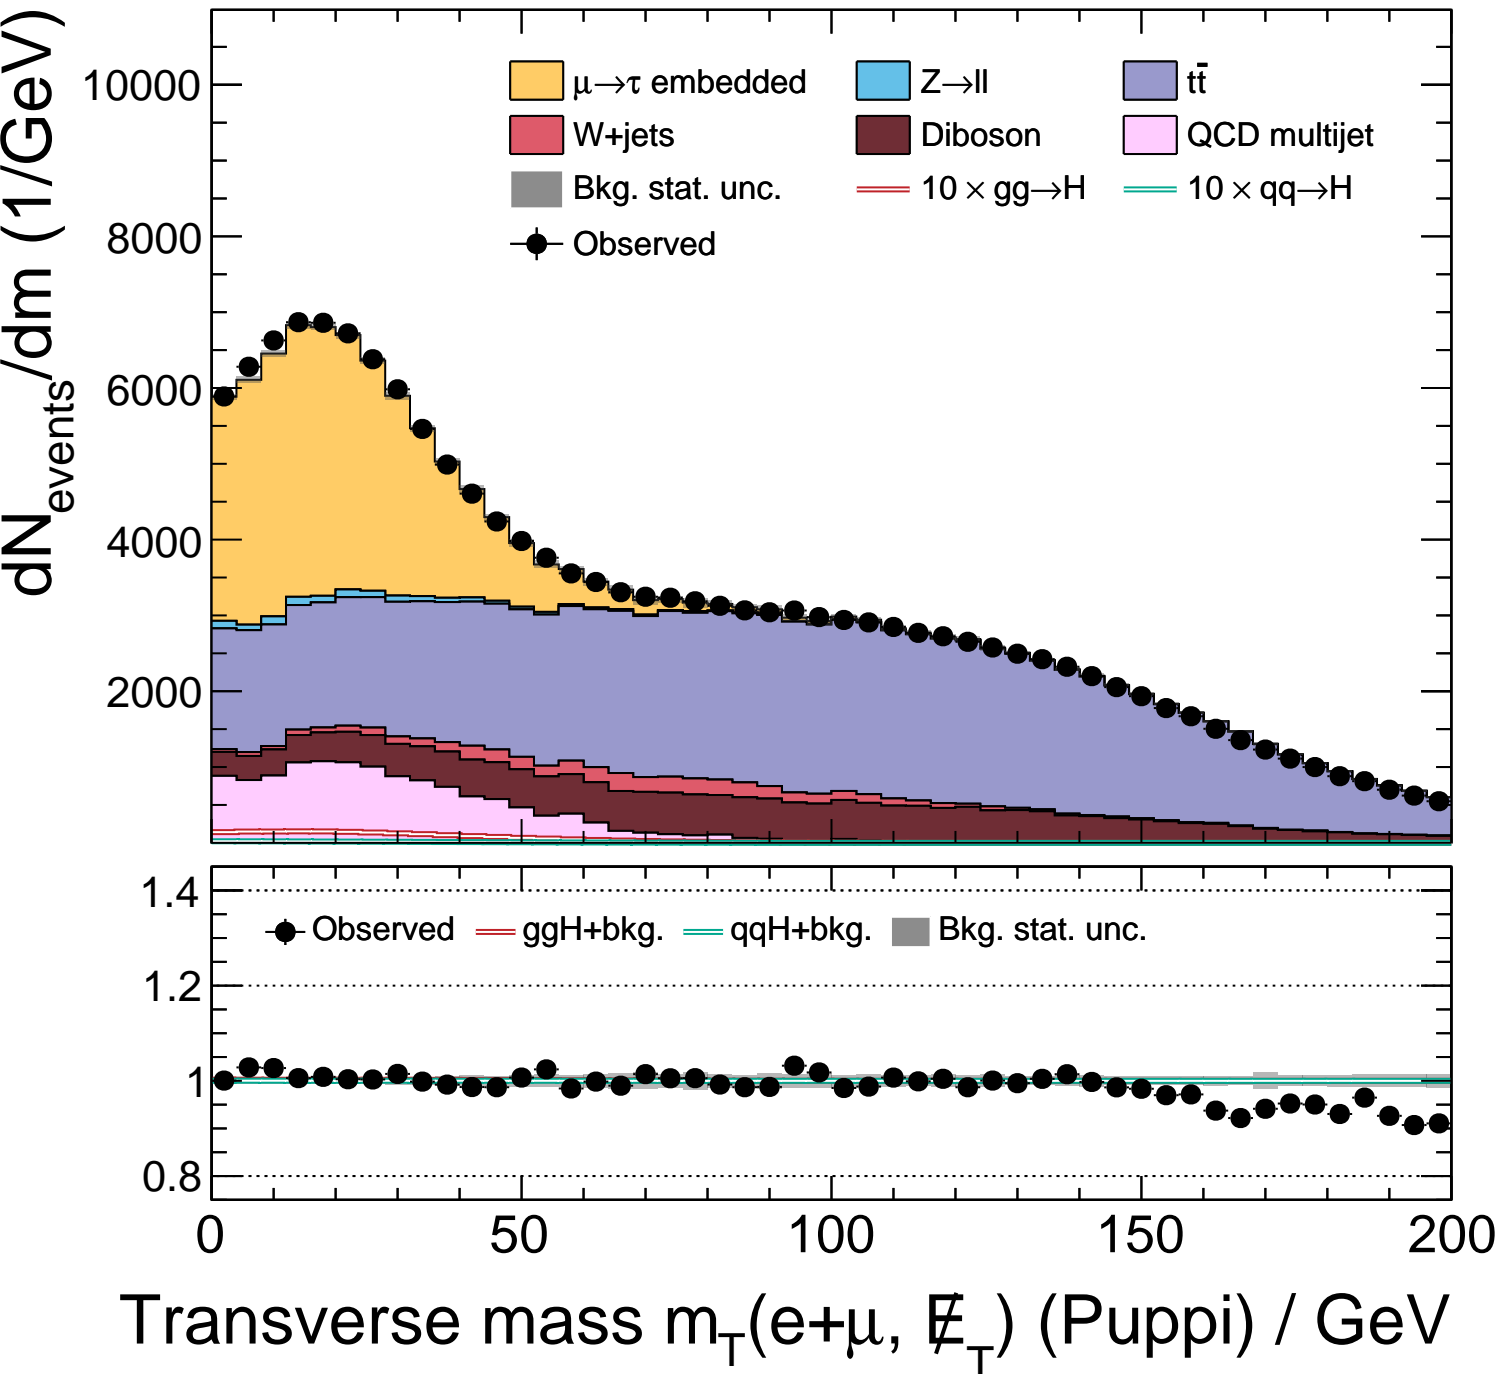 dN_events/dm (1/GeV)
10000
8000
6000
4000
2000
μ→τ embedded
Z→ll
tt̄
W+jets
Diboson
QCD multijet
Bkg. stat. unc.
10 × gg→H
10 × qq→H
Observed
1.4
1.2
1
0.8
Observed
ggH+bkg.
qqH+bkg.
Bkg. stat. unc.
0
50
100
150
200
Transverse mass m_T(e+μ, E̸_T) (Puppi) / GeV